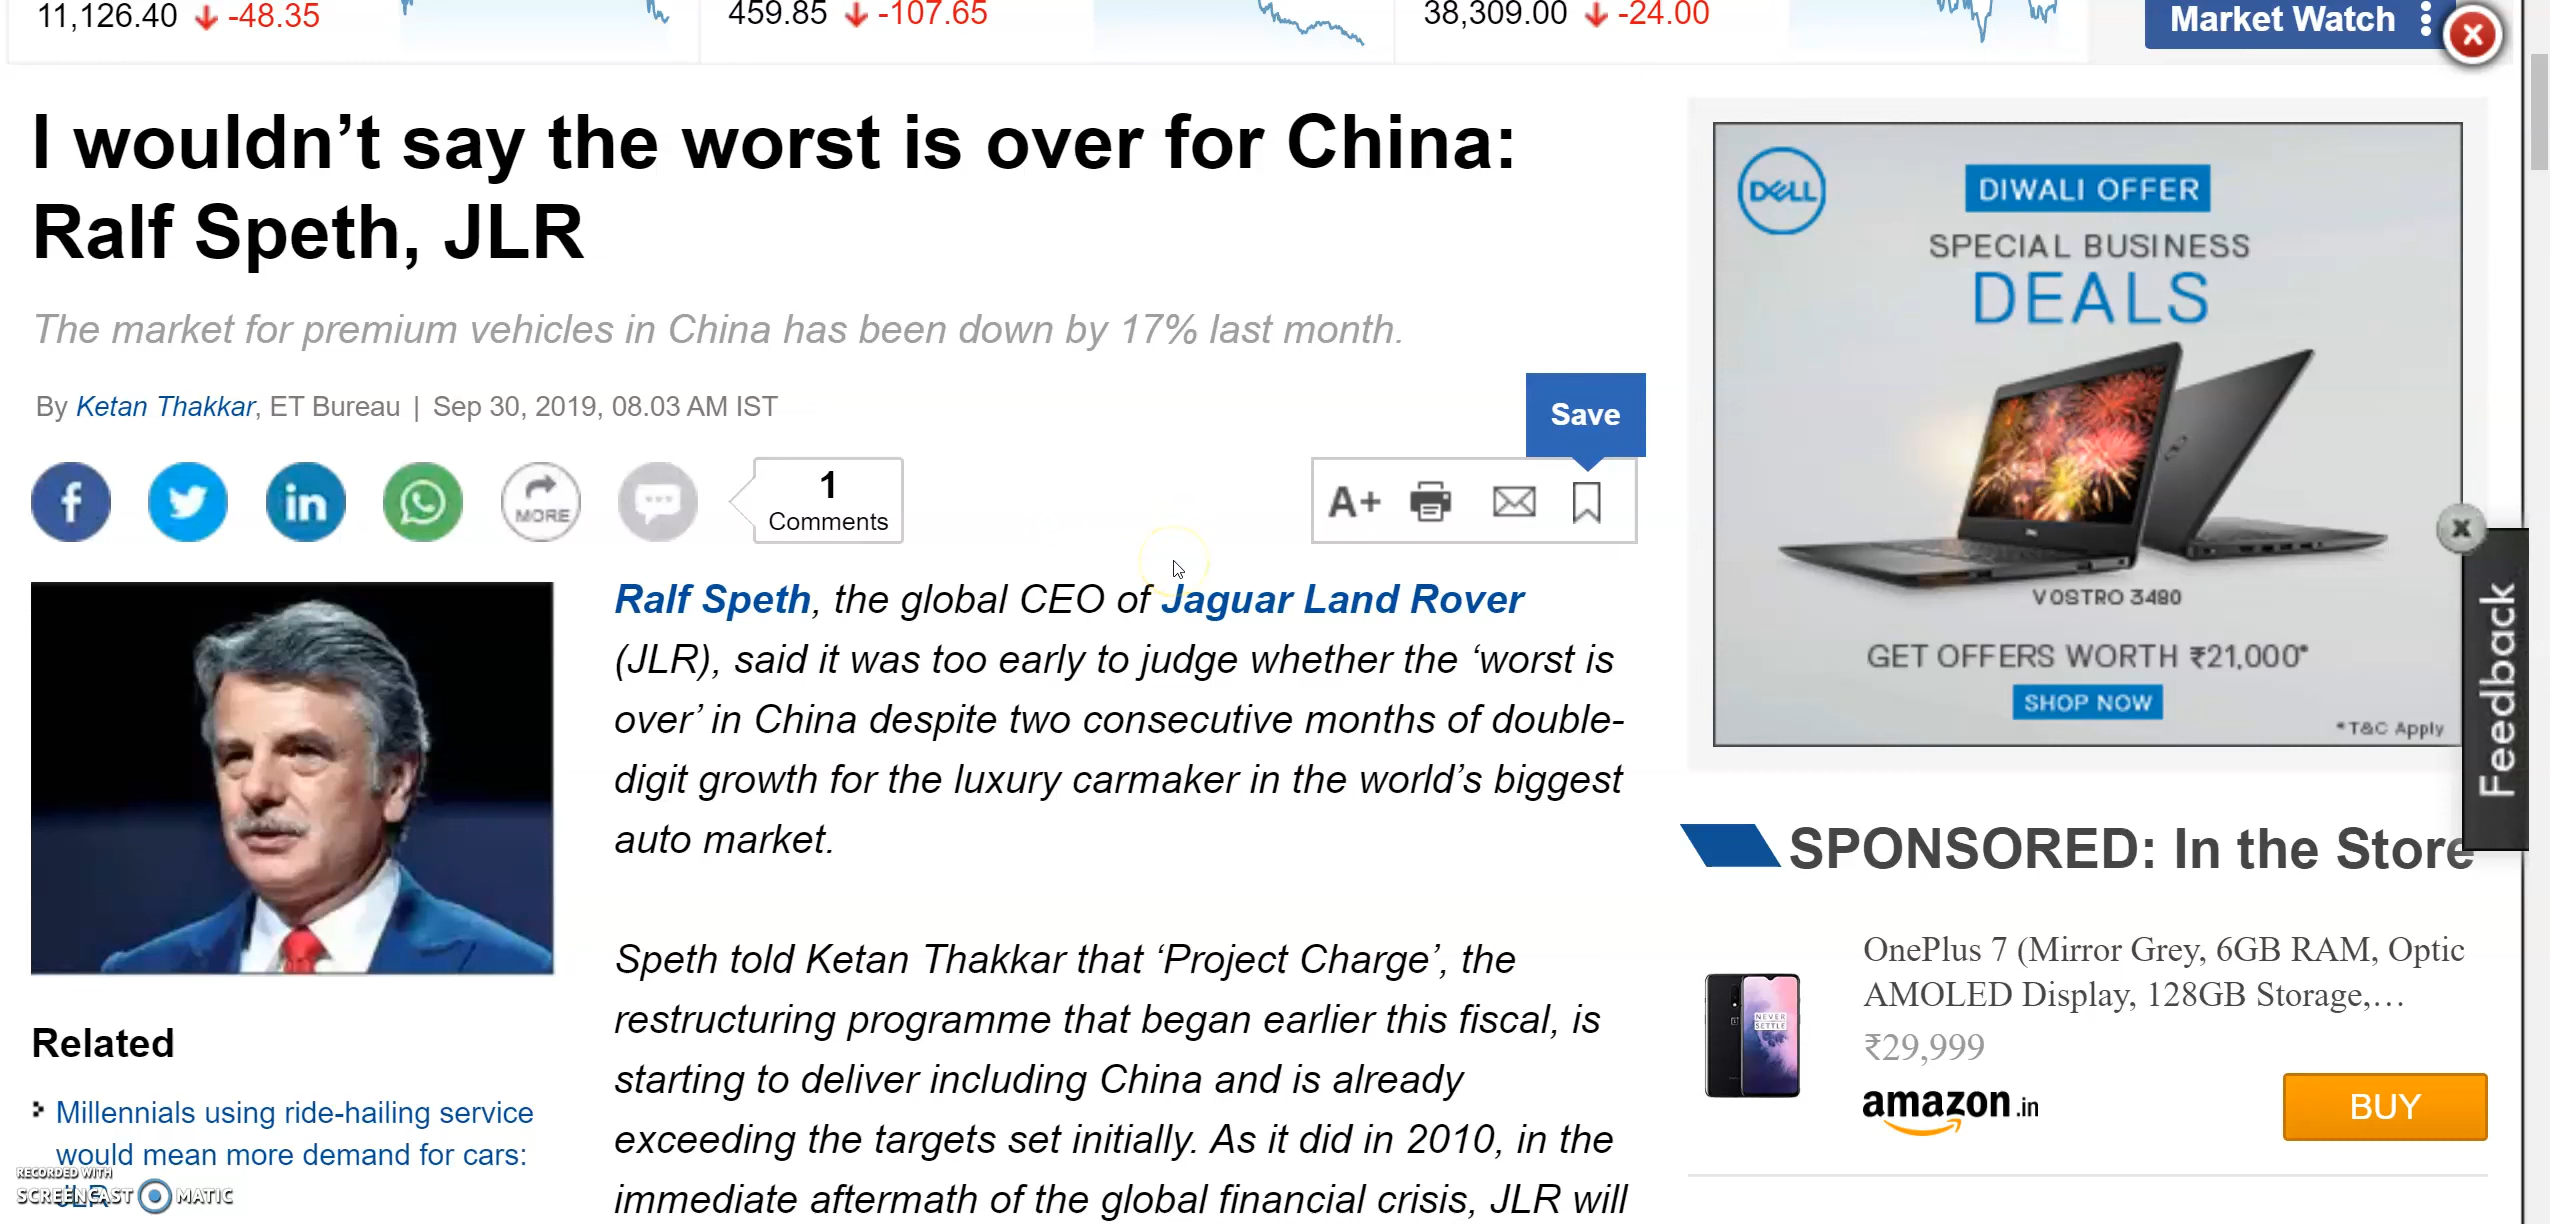 11,126.40 -48.35
459.85 -107.65
38,309.00 -24.00
Market Watch
I wouldn't say the worst is over for China:
Ralf Speth, JLR
The market for premium vehicles in China has been down by 17% last month.
By Ketan Thakkar, ET Bureau | Sep 30, 2019, 08.03 AM IST
Save
MORE
1
Comments
A+
Ralf Speth, the global CEO of Jaguar Land Rover
(JLR), said it was too early to judge whether the 'worst is
over' in China despite two consecutive months of double-
digit growth for the luxury carmaker in the world's biggest
auto market.
Speth told Ketan Thakkar that 'Project Charge', the
restructuring programme that began earlier this fiscal, is
starting to deliver including China and is already
exceeding the targets set initially. As it did in 2010, in the
immediate aftermath of the global financial crisis, JLR will
Related
Millennials using ride-hailing service
would mean more demand for cars:
JLR
RECORDED WITH
SCREENCAST MATIC
DELL
DIWALI OFFER
SPECIAL BUSINESS
DEALS
VOSTRO 3480
GET OFFERS WORTH ₹21,000*
SHOP NOW
*T&C Apply
Feedback
SPONSORED: In the Store
OnePlus 7 (Mirror Grey, 6GB RAM, Optic
AMOLED Display, 128GB Storage,…
₹29,999
amazon.in
BUY
NEVER
SETTLE